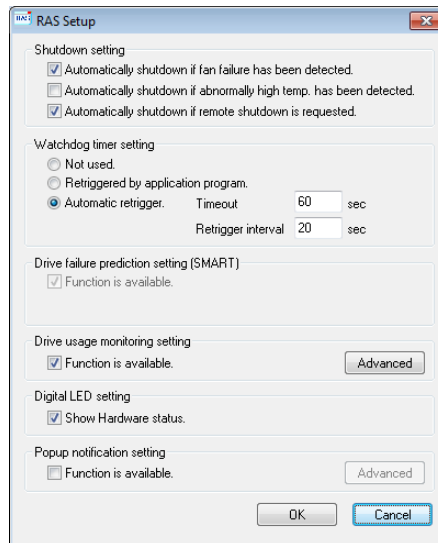 RAS RAS Setup
Shutdown setting
Automatically shutdown if fan failure has been detected.
Automatically shutdown if abnormally high temp. has been detected.
Automatically shutdown if remote shutdown is requested.
Watchdog timer setting
Not used.
Retriggered by application program.
Automatic retrigger. Timeout 60 sec
Retrigger interval 20 sec
Drive failure prediction setting (SMART)
Function is available.
Drive usage monitoring setting
Function is available. Advanced
Digital LED setting
Show Hardware status.
Popup notification setting
Function is available. Advanced
OK Cancel